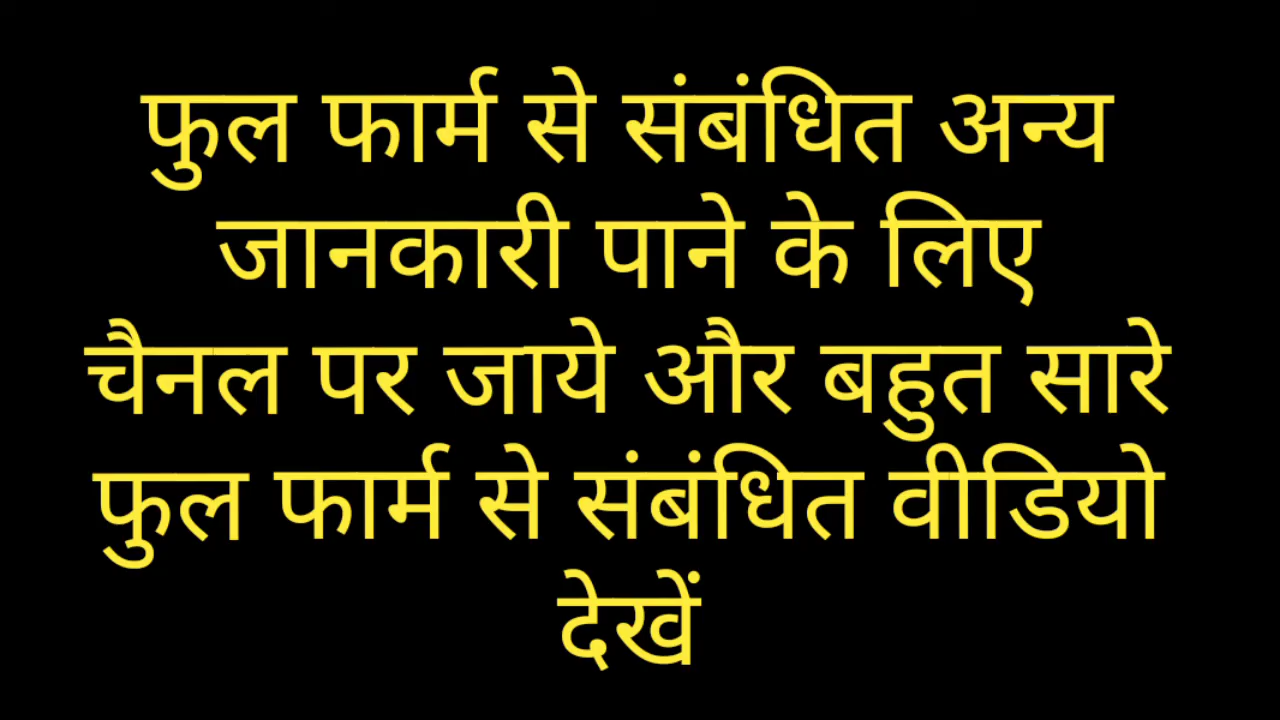 फुल फार्म से संबंधित अन्य
जानकारी पाने के लिए
चैनल पर जाये और बहुत सारे
फुल फार्म से संबंधित वीडियो
देखें